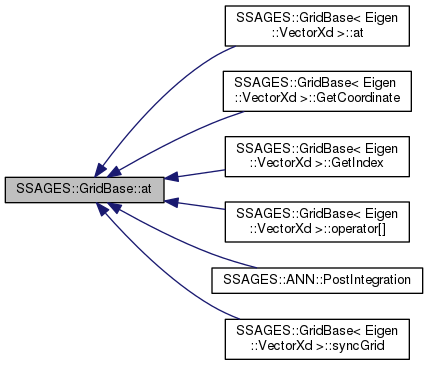 SSAGES::GridBase< Eigen
::VectorXd >::at
SSAGES::GridBase< Eigen
::VectorXd >::GetCoordinate
SSAGES::GridBase< Eigen
::VectorXd >::GetIndex
SSAGES::GridBase::at
SSAGES::GridBase< Eigen
::VectorXd >::operator[]
SSAGES::ANN::PostIntegration
SSAGES::GridBase< Eigen
::VectorXd >::syncGrid